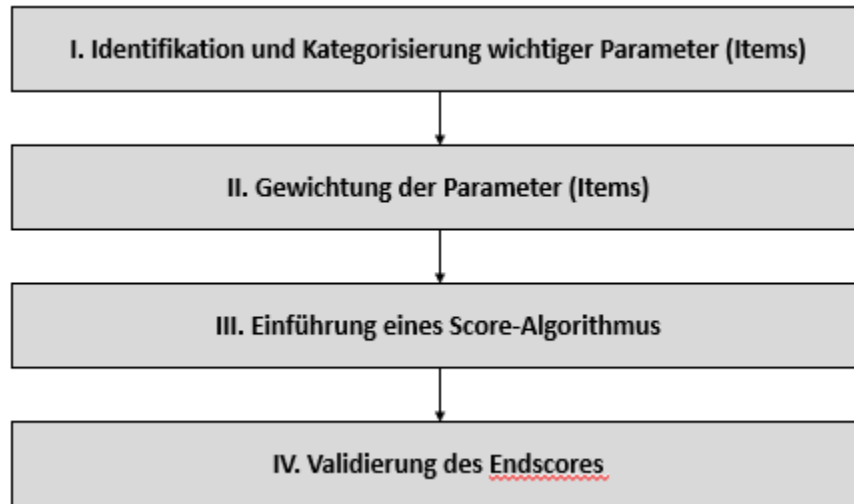 I. Identifikation und Kategorisierung wichtiger Parameter (Items)
II. Gewichtung der Parameter (Items)
III. Einführung eines Score-Algorithmus
IV. Validierung des Endscores